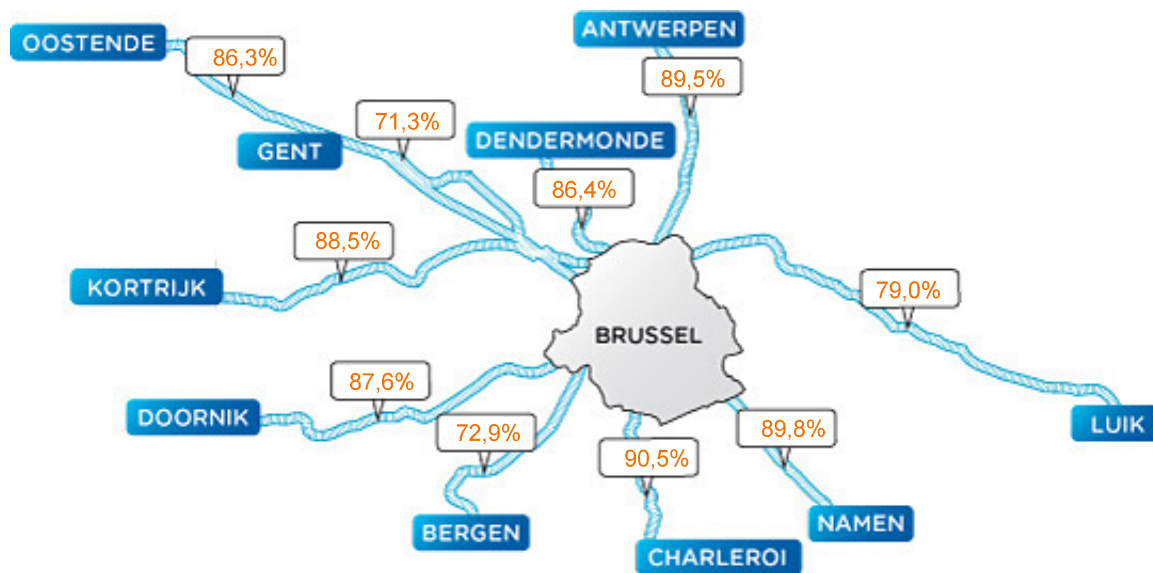 ANTWERPEN
OOSTENDE
86,3%
89,5%
71,3%
DENDERMONDE
GENT
86,4%
88,5%
KORTRIJK
79,0%
BRUSSEL
87,6%
DOORNIK
LUIK
72,9%
89,8%
90,5%
BERGEN
NAMEN
CHARLEROI